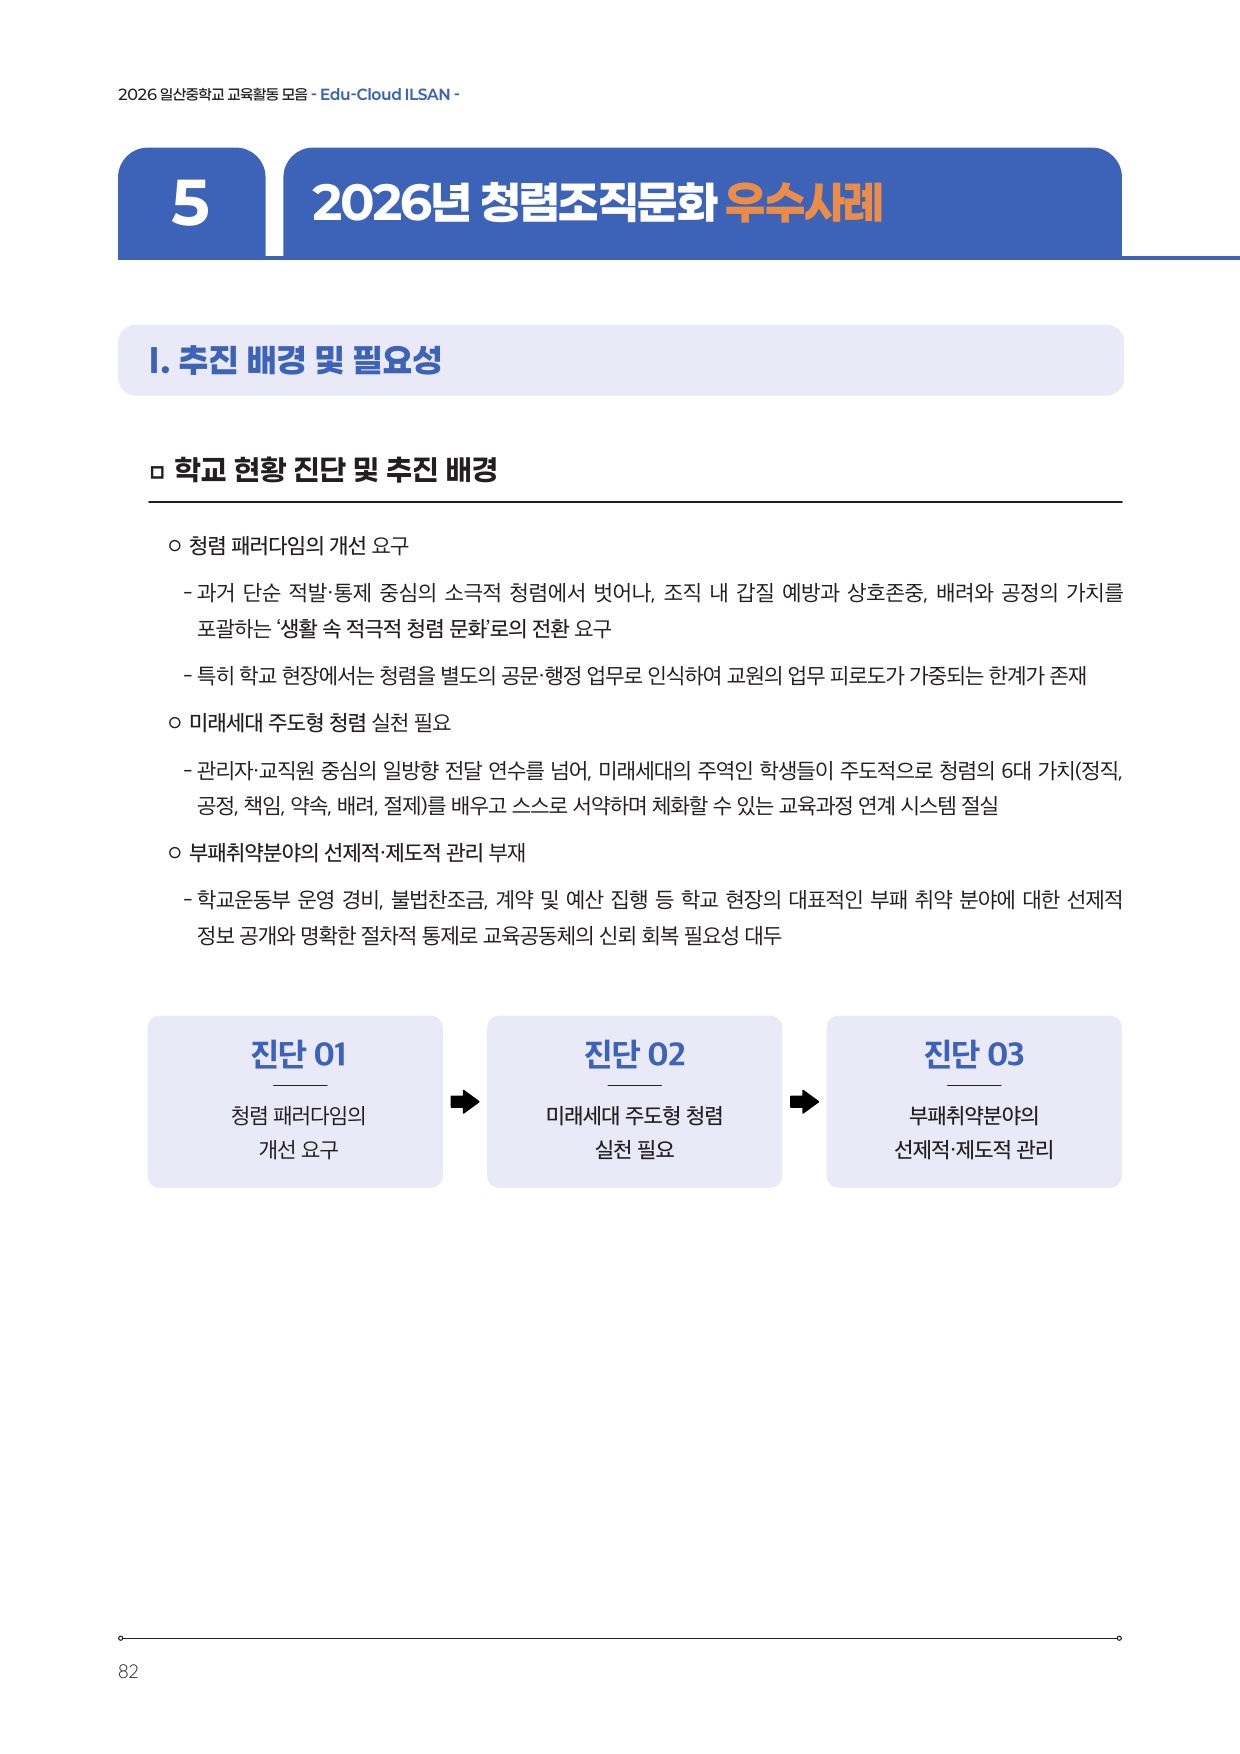 2026 일산중학교 교육활동 모음 - Edu-Cloud ILSAN -
5
2026년 청렴조직문화 우수사례
I. 추진 배경 및 필요성
□ 학교 현황 진단 및 추진 배경
○ 청렴 패러다임의 개선 요구
- 과거 단순 적발·통제 중심의 소극적 청렴에서 벗어나, 조직 내 갑질 예방과 상호존중, 배려와 공정의 가치를
포괄하는 ‘생활 속 적극적 청렴 문화’로의 전환 요구
- 특히 학교 현장에서는 청렴을 별도의 공문·행정 업무로 인식하여 교원의 업무 피로도가 가중되는 한계가 존재
○ 미래세대 주도형 청렴 실천 필요
- 관리자·교직원 중심의 일방향 전달 연수를 넘어, 미래세대의 주역인 학생들이 주도적으로 청렴의 6대 가치(정직,
공정, 책임, 약속, 배려, 절제)를 배우고 스스로 서약하며 체화할 수 있는 교육과정 연계 시스템 절실
○ 부패취약분야의 선제적·제도적 관리 부재
- 학교운동부 운영 경비, 불법찬조금, 계약 및 예산 집행 등 학교 현장의 대표적인 부패 취약 분야에 대한 선제적
정보 공개와 명확한 절차적 통제로 교육공동체의 신뢰 회복 필요성 대두
진단 01
청렴 패러다임의
개선 요구
진단 02
미래세대 주도형 청렴
실천 필요
진단 03
부패취약분야의
선제적·제도적 관리
82